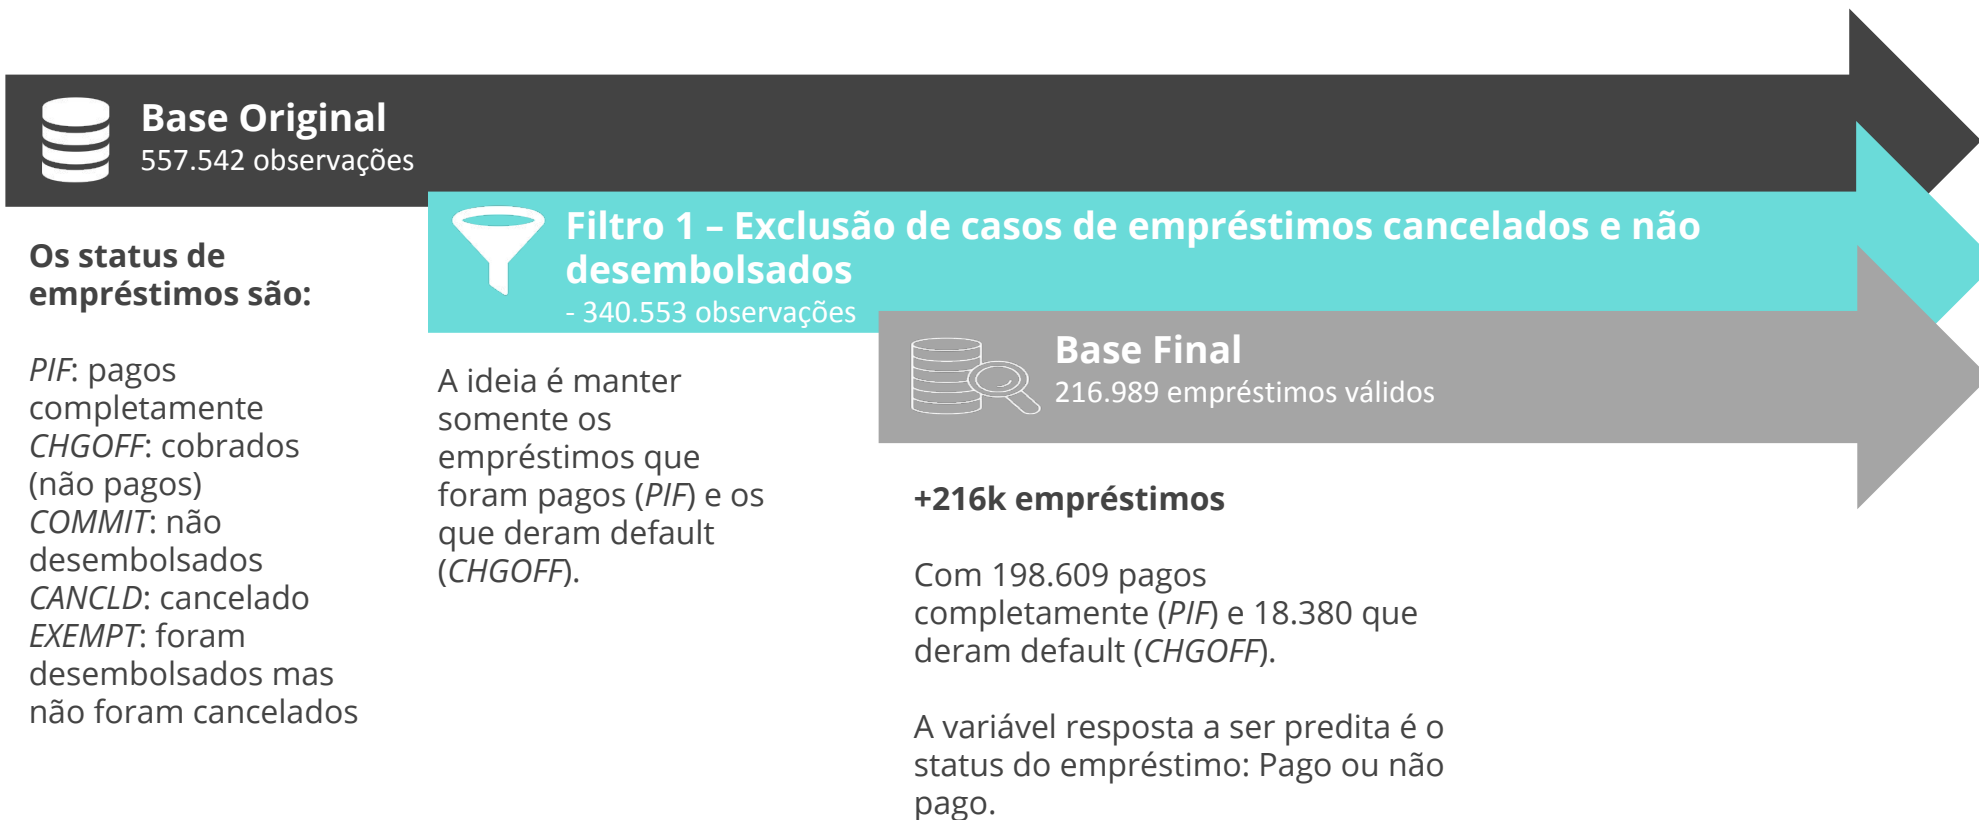 Base Original
557.542 observações
Os status de
empréstimos são:
PIF: pagos
completamente
CHGOFF: cobrados
(não pagos)
COMMIT: não
desembolsados
CANCLD: cancelado
EXEMPT: foram
desembolsados mas
não foram cancelados
Filtro 1 – Exclusão de casos de empréstimos cancelados e não
desembolsados
- 340.553 observações
A ideia é manter
somente os
empréstimos que
foram pagos (PIF) e os
que deram default
(CHGOFF).
Base Final
216.989 empréstimos válidos
+216k empréstimos
Com 198.609 pagos
completamente (PIF) e 18.380 que
deram default (CHGOFF).
A variável resposta a ser predita é o
status do empréstimo: Pago ou não
pago.